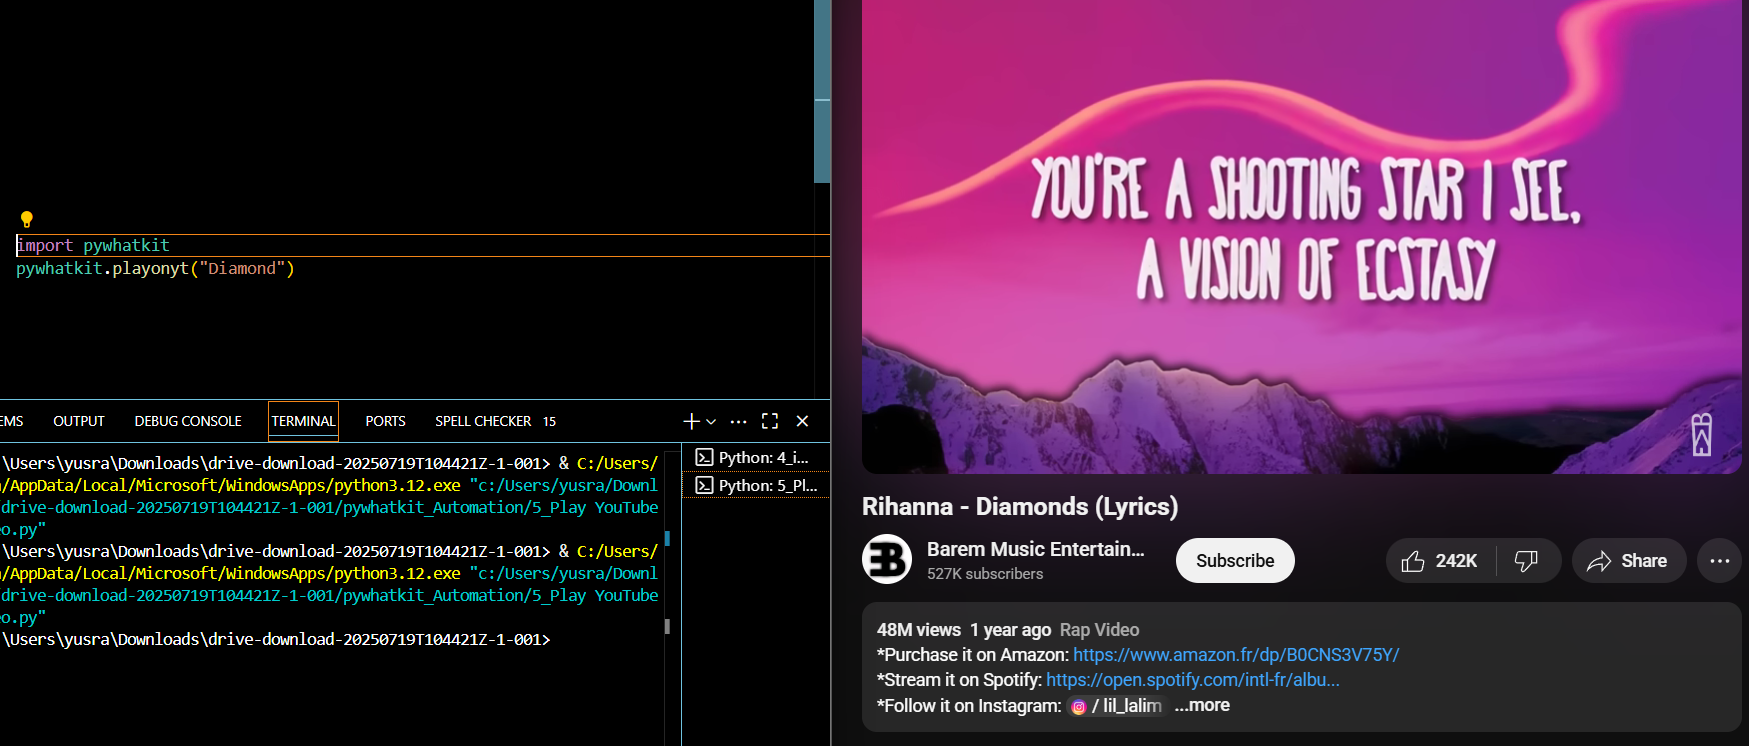 import pywhatkit
pywhatkit.playonyt("Diamond")
EMS OUTPUT DEBUG CONSOLE TERMINAL PORTS SPELL CHECKER 15
\Users\yusra\Downloads\drive-download-20250719T104421Z-1-001> & C:/Users/
a/AppData/Local/Microsoft/WindowsApps/python3.12.exe "c:/Users/yusra/Downl
/drive-download-20250719T104421Z-1-001/pywhatkit_Automation/5_Play YouTube
eo.py"
\Users\yusra\Downloads\drive-download-20250719T104421Z-1-001> & C:/Users/
a/AppData/Local/Microsoft/WindowsApps/python3.12.exe "c:/Users/yusra/Downl
/drive-download-20250719T104421Z-1-001/pywhatkit_Automation/5_Play YouTube
eo.py"
\Users\yusra\Downloads\drive-download-20250719T104421Z-1-001>
Python: 4_i...
Python: 5_Pl...
YOU'RE A SHOOTING STAR I SEE,
A VISION OF ECSTASY
Rihanna - Diamonds (Lyrics)
Barem Music Entertain...
527K subscribers
Subscribe
242K
Share
48M views 1 year ago Rap Video
*Purchase it on Amazon: https://www.amazon.fr/dp/B0CNS3V75Y/
*Stream it on Spotify: https://open.spotify.com/intl-fr/albu...
*Follow it on Instagram: / lil_lalim ...more